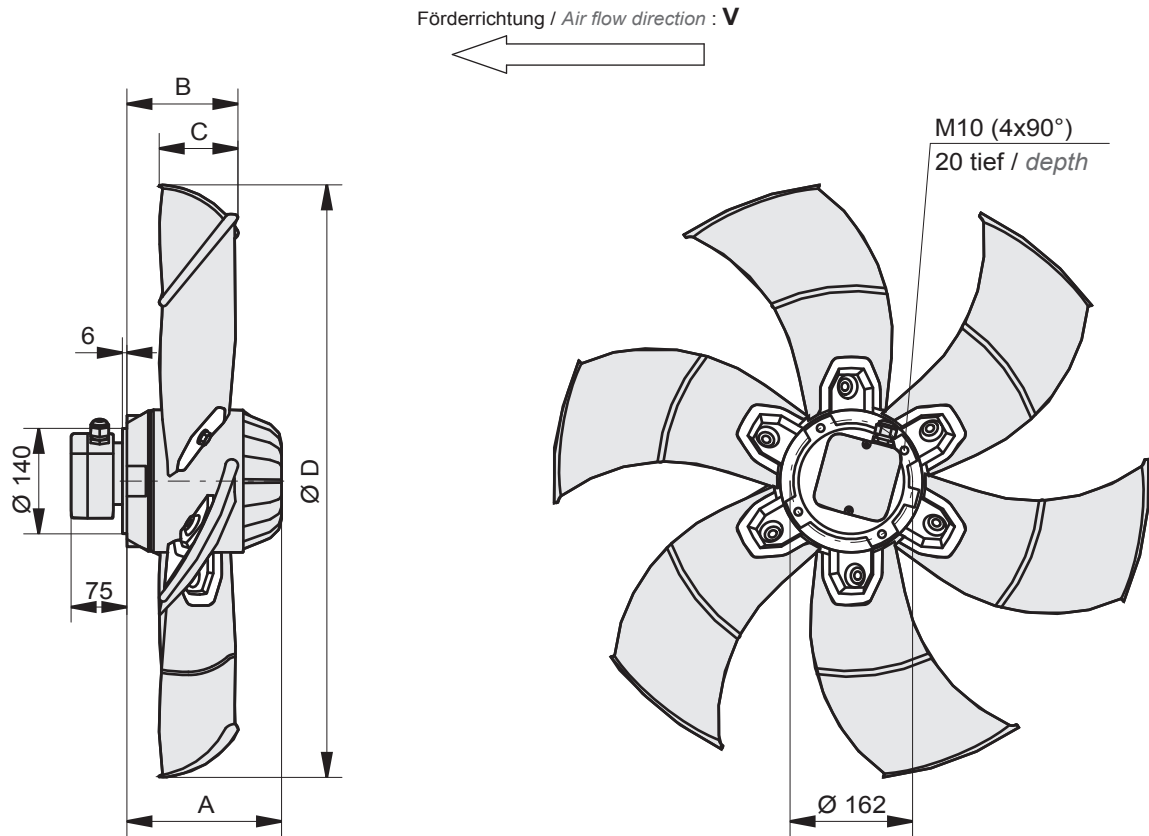 Förderrichtung / Air flow direction : V
B
C
M10 (4x90°)
20 tief / depth
6
Ø 140
Ø D
75
A
Ø 162